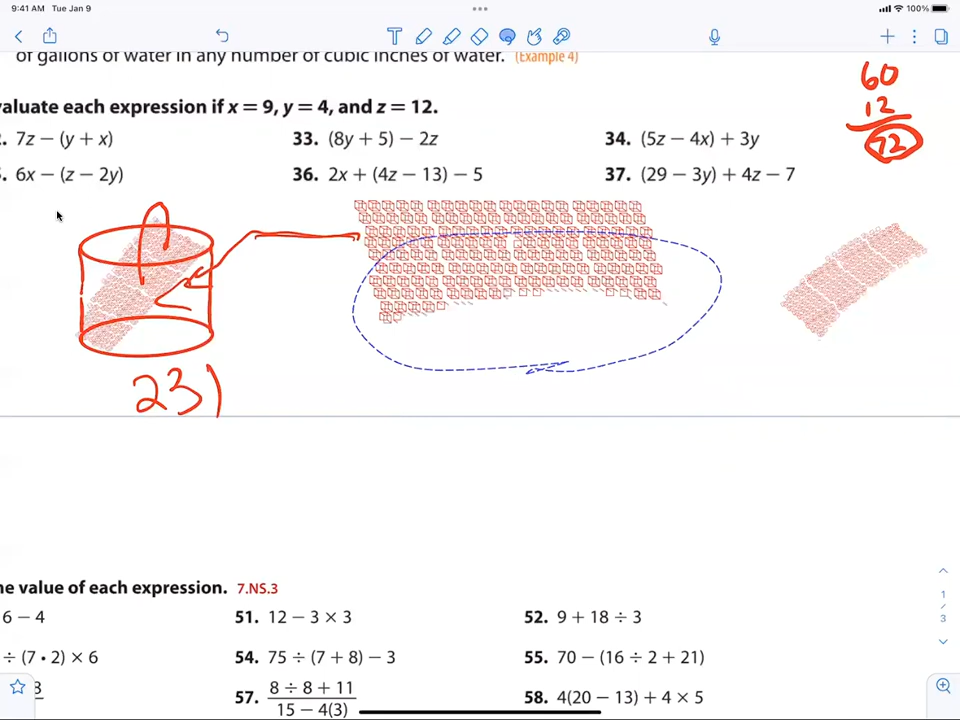 9:41 AM Tue Jan 9
100%
of gallons of water in any number of cubic inches of water. (Example 4)
60
12
72
valuate each expression if x = 9, y = 4, and z = 12.
2. 7z − (y + x)
33. (8y + 5) − 2z
34. (5z − 4x) + 3y
5. 6x − (z − 2y)
36. 2x + (4z − 13) − 5
37. (29 − 3y) + 4z − 7
23)
he value of each expression. 7.NS.3
6 − 4
51. 12 − 3 × 3
52. 9 + 18 ÷ 3
÷ (7 • 2) × 6
54. 75 ÷ (7 + 8) − 3
55. 70 − (16 ÷ 2 + 21)
57. 8 ÷ 8 + 11 / 15 − 4(3)
58. 4(20 − 13) + 4 × 5
1
/
3